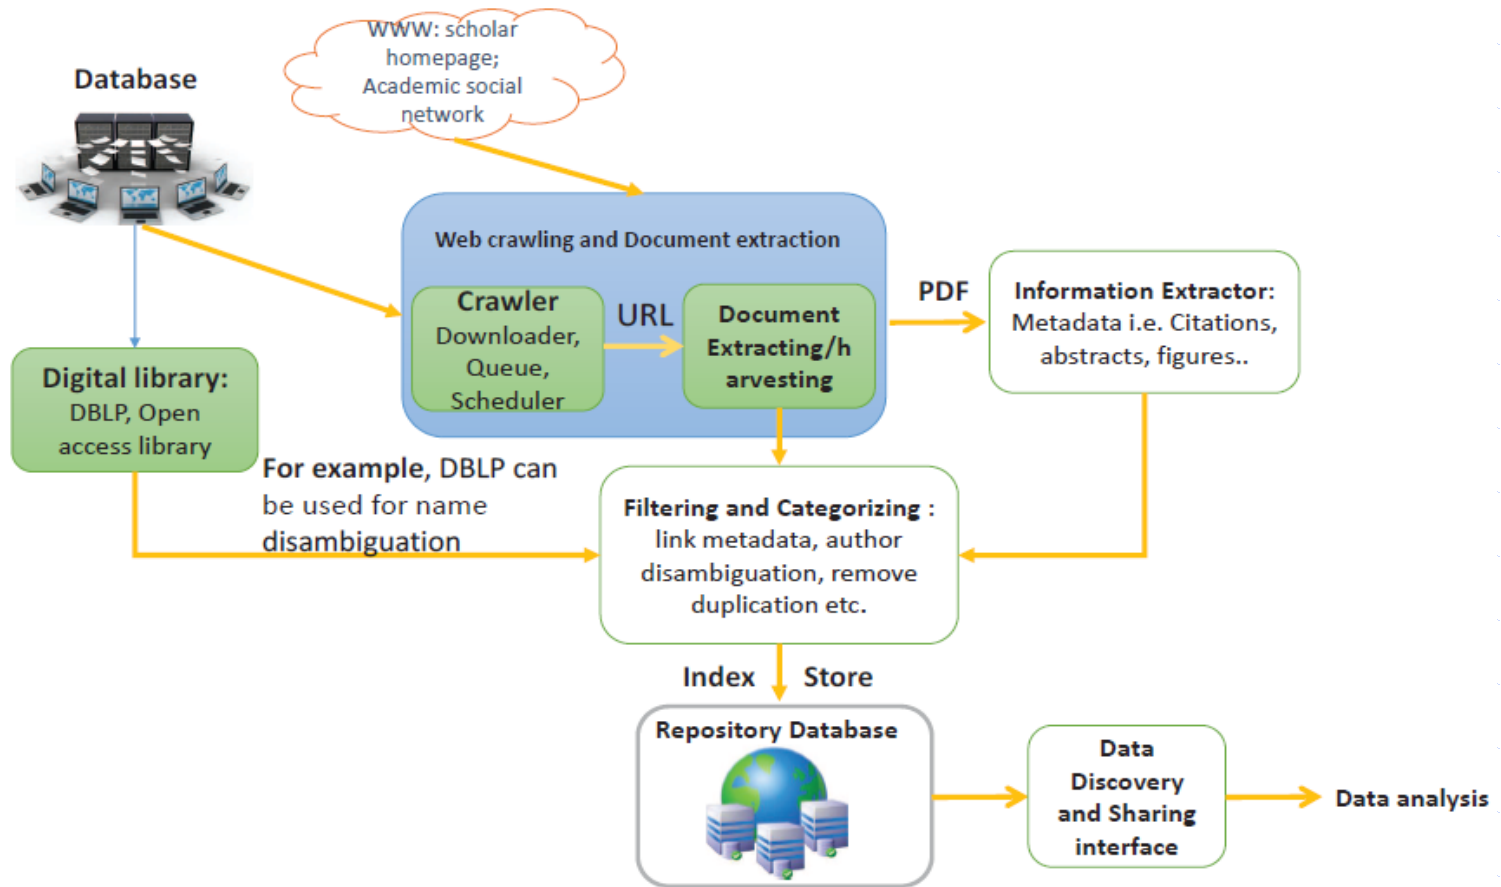 WWW: scholar
homepage;
Academic social
network
Database
Web crawling and Document extraction
Crawler
Downloader,
Queue,
Scheduler
URL
Document
Extracting/h
arvesting
PDF
Information Extractor:
Metadata i.e. Citations,
abstracts, figures..
Digital library:
DBLP, Open
access library
For example, DBLP can
be used for name
disambiguation
Filtering and Categorizing :
link metadata, author
disambiguation, remove
duplication etc.
Index
Store
Repository Database
Data
Discovery
and Sharing
interface
Data analysis